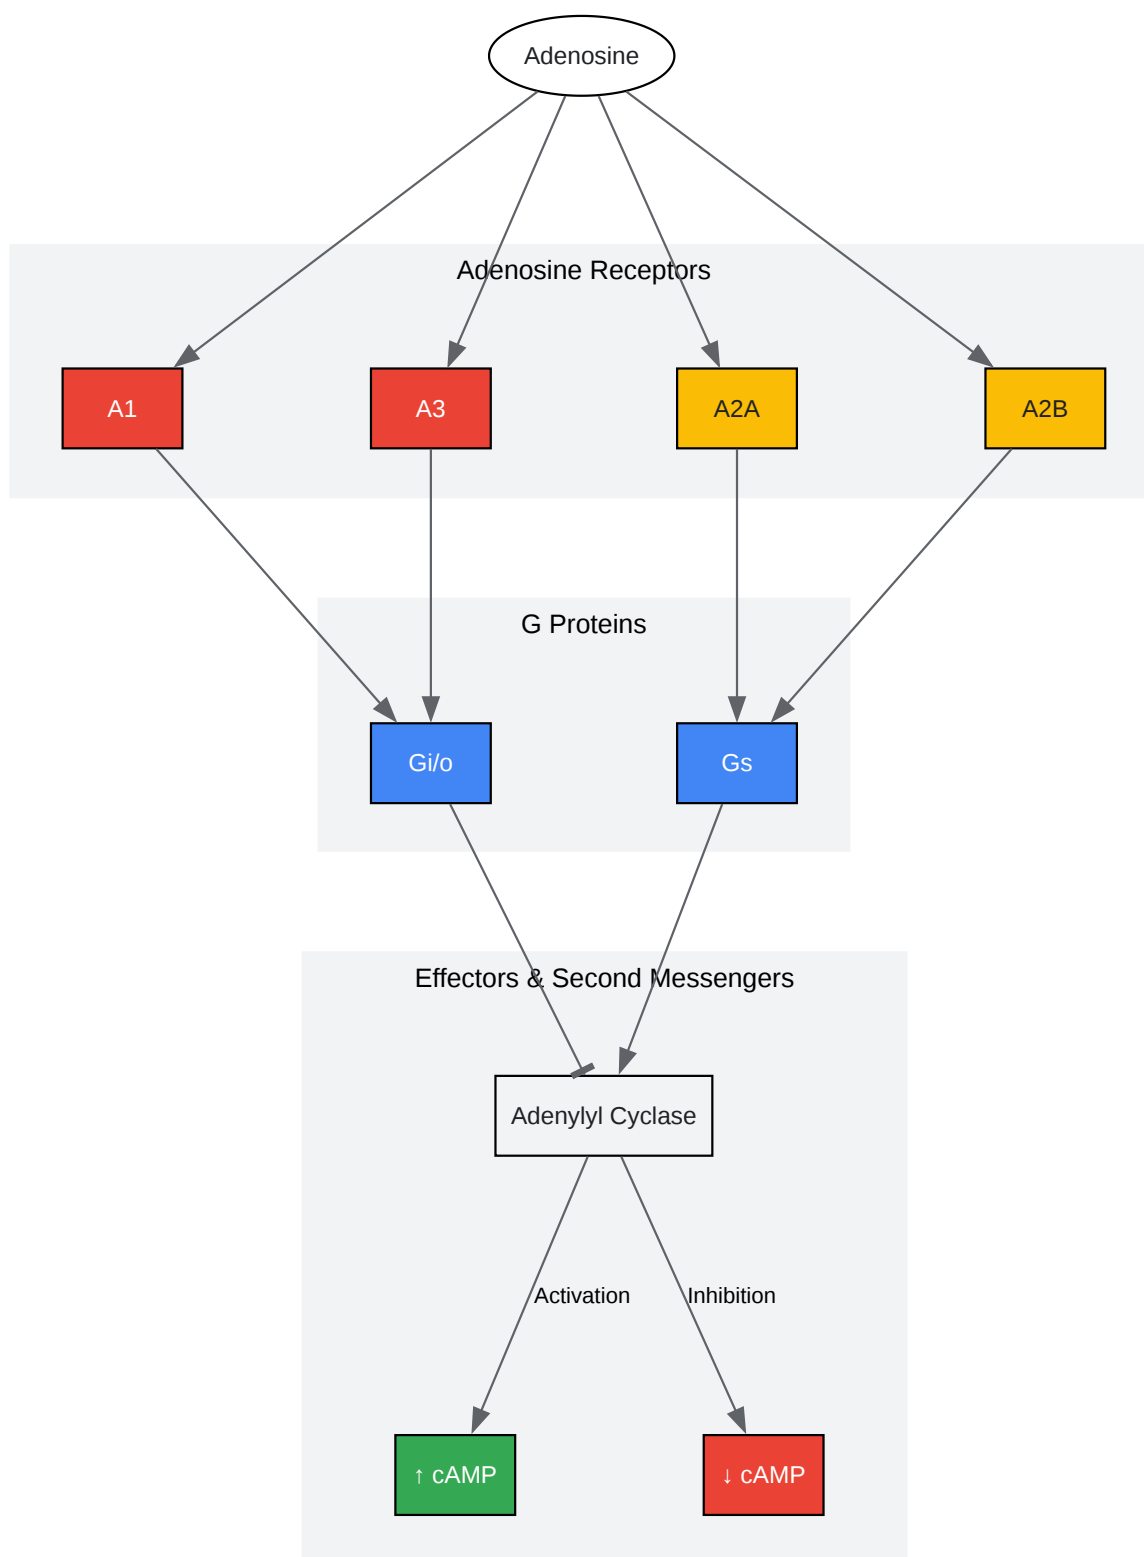 Adenosine
Adenosine Receptors
A1
A3
A2A
A2B
G Proteins
Gi/o
Gs
Effectors & Second Messengers
Adenylyl Cyclase
Activation
Inhibition
↑ cAMP
↓ cAMP